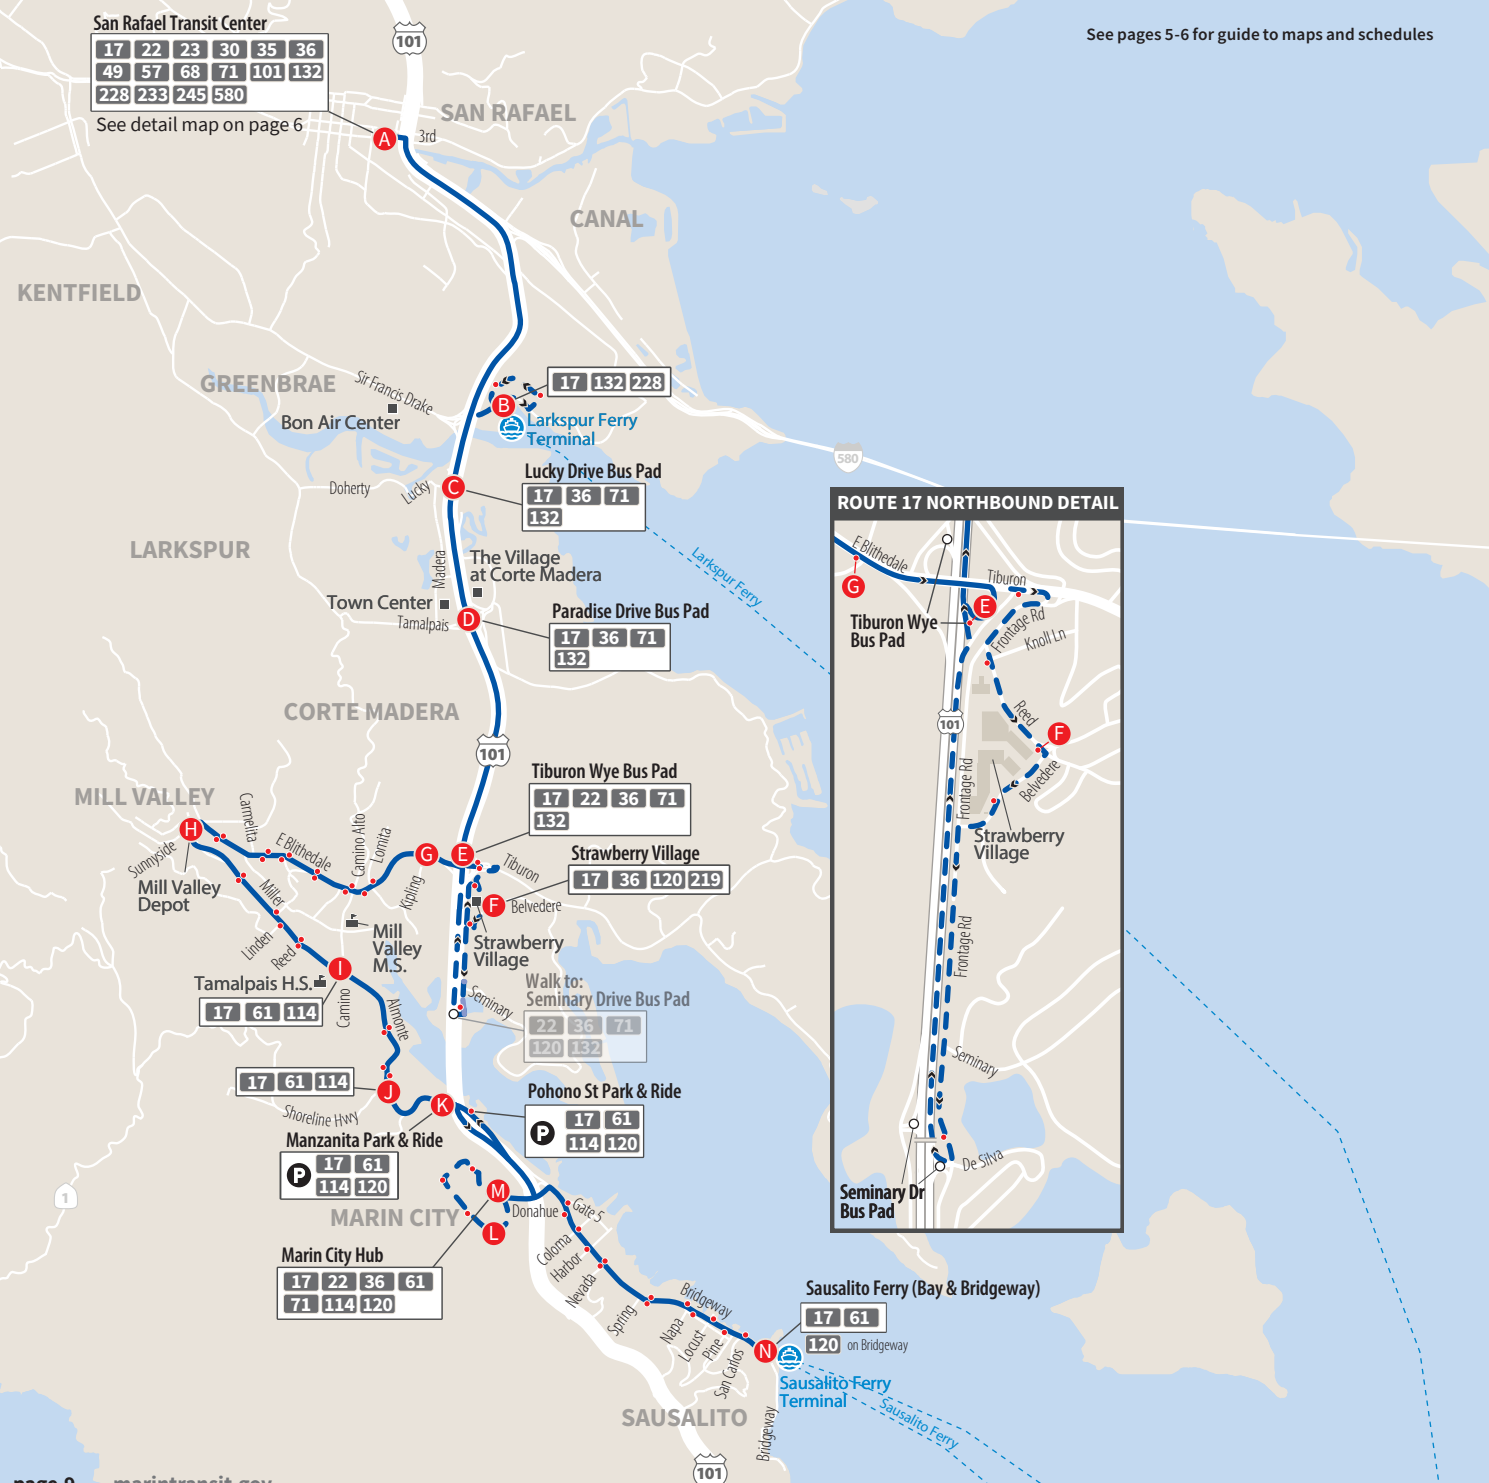 San Rafael Transit Center
17 22 23 30 35 36
49 57 68 71 101 132
228 233 245 580
See detail map on page 6
101
See pages 5-6 for guide to maps and schedules
SAN RAFAEL
A
3rd
CANAL
KENTFIELD
GREENBRAE
Sir Francis Drake
Bon Air Center
17 132 228
B
Larkspur Ferry
Terminal
580
Lucky Drive Bus Pad
17 36 71
132
Doherty
Lucky
C
LARKSPUR
Larkspur Ferry
Madera
The Village
at Corte Madera
Town Center
Tamalpais
D
Paradise Drive Bus Pad
17 36 71
132
CORTE MADERA
101
Tiburon Wye Bus Pad
17 22 36 71
132
MILL VALLEY
H
Carmelita
E Blithedale
Camino Alto
Lomita
G
E
Tiburon
Kipling
Strawberry Village
17 36 120 219
Sunnyside
Mill Valley
Depot
Miller
F
Belvedere
Linden
Reed
Mill
Valley
M.S.
Strawberry
Village
Tamalpais H.S.
I
17 61 114
Camino
Almonte
Seminary
Walk to:
Seminary Drive Bus Pad
22 36 71
120 132
17 61 114
J
Shoreline Hwy
K
Pohono St Park & Ride
P
17 61
114 120
Manzanita Park & Ride
P
17 61
114 120
1
MARIN CITY
M
L
Donahue
Gate 5
Coloma
Harbor
Nevada
Marin City Hub
17 22 36 61
71 114 120
Spring
Bridgeway
Napa
Locust
Pine
San Carlos
Sausalito Ferry (Bay & Bridgeway)
17 61
120 on Bridgeway
N
Sausalito Ferry
Terminal
Sausalito Ferry
SAUSALITO
Bridgeway
101
ROUTE 17 NORTHBOUND DETAIL
E Blithedale
G
Tiburon
E
Tiburon Wye
Bus Pad
Frontage Rd
Knoll Ln
101
Reed
F
Frontage Rd
Belvedere
Strawberry
Village
Frontage Rd
Seminary
De Silva
Seminary Dr
Bus Pad
page 9
marintransit.gov